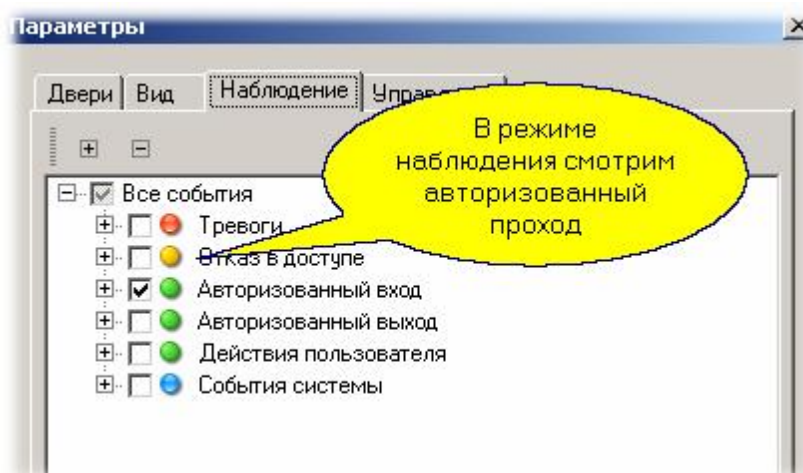 Параметры
Двери Вид Наблюдение
В режиме
наблюдения смотрим
авторизованный
проход
Все события
Тревоги
Отказ в доступе
Авторизованный вход
Авторизованный выход
Действия пользователя
События системы